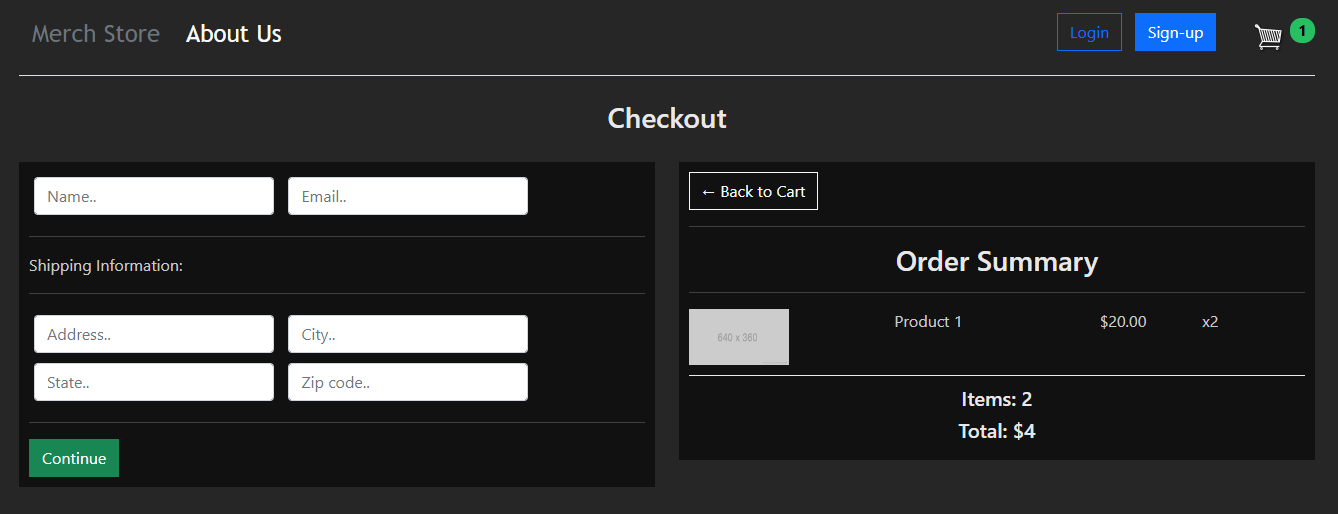 Merch Store About Us Login Sign-up 1
Checkout
Name.. Email..
Shipping Information:
Address.. City..
State.. Zip code..
Continue
← Back to Cart
Order Summary
640 x 360 Product 1 $20.00 x2
Items: 2
Total: $4